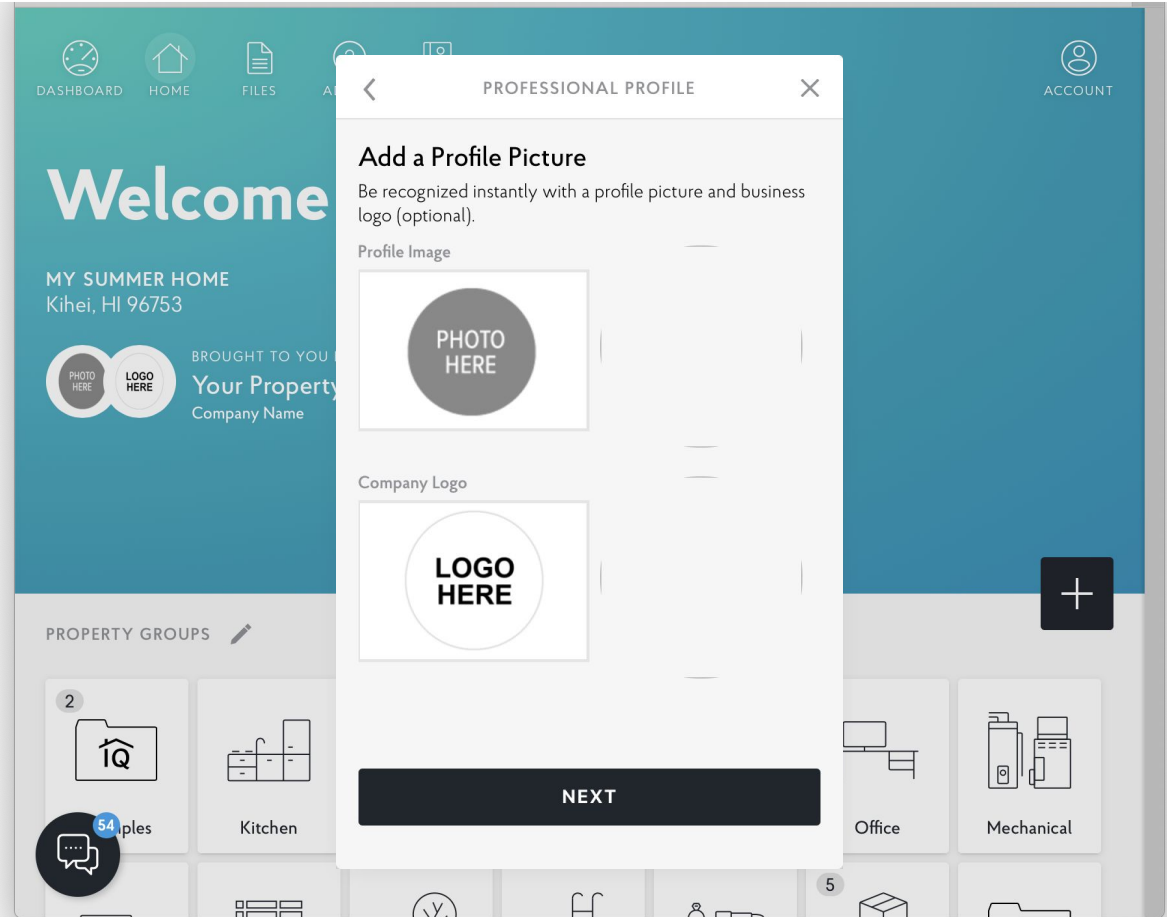 DASHBOARD
HOME
FILES
ACCOUNT
PROFESSIONAL PROFILE
Welcome
MY SUMMER HOME
Kihei, HI 96753
PHOTO
HERE
LOGO
HERE
BROUGHT TO YOU
Your Property
Company Name
Add a Profile Picture
Be recognized instantly with a profile picture and business
logo (optional).
Profile Image
PHOTO
HERE
Company Logo
LOGO
HERE
NEXT
PROPERTY GROUPS
2
IQ
54
ples
Kitchen
Office
Mechanical
5